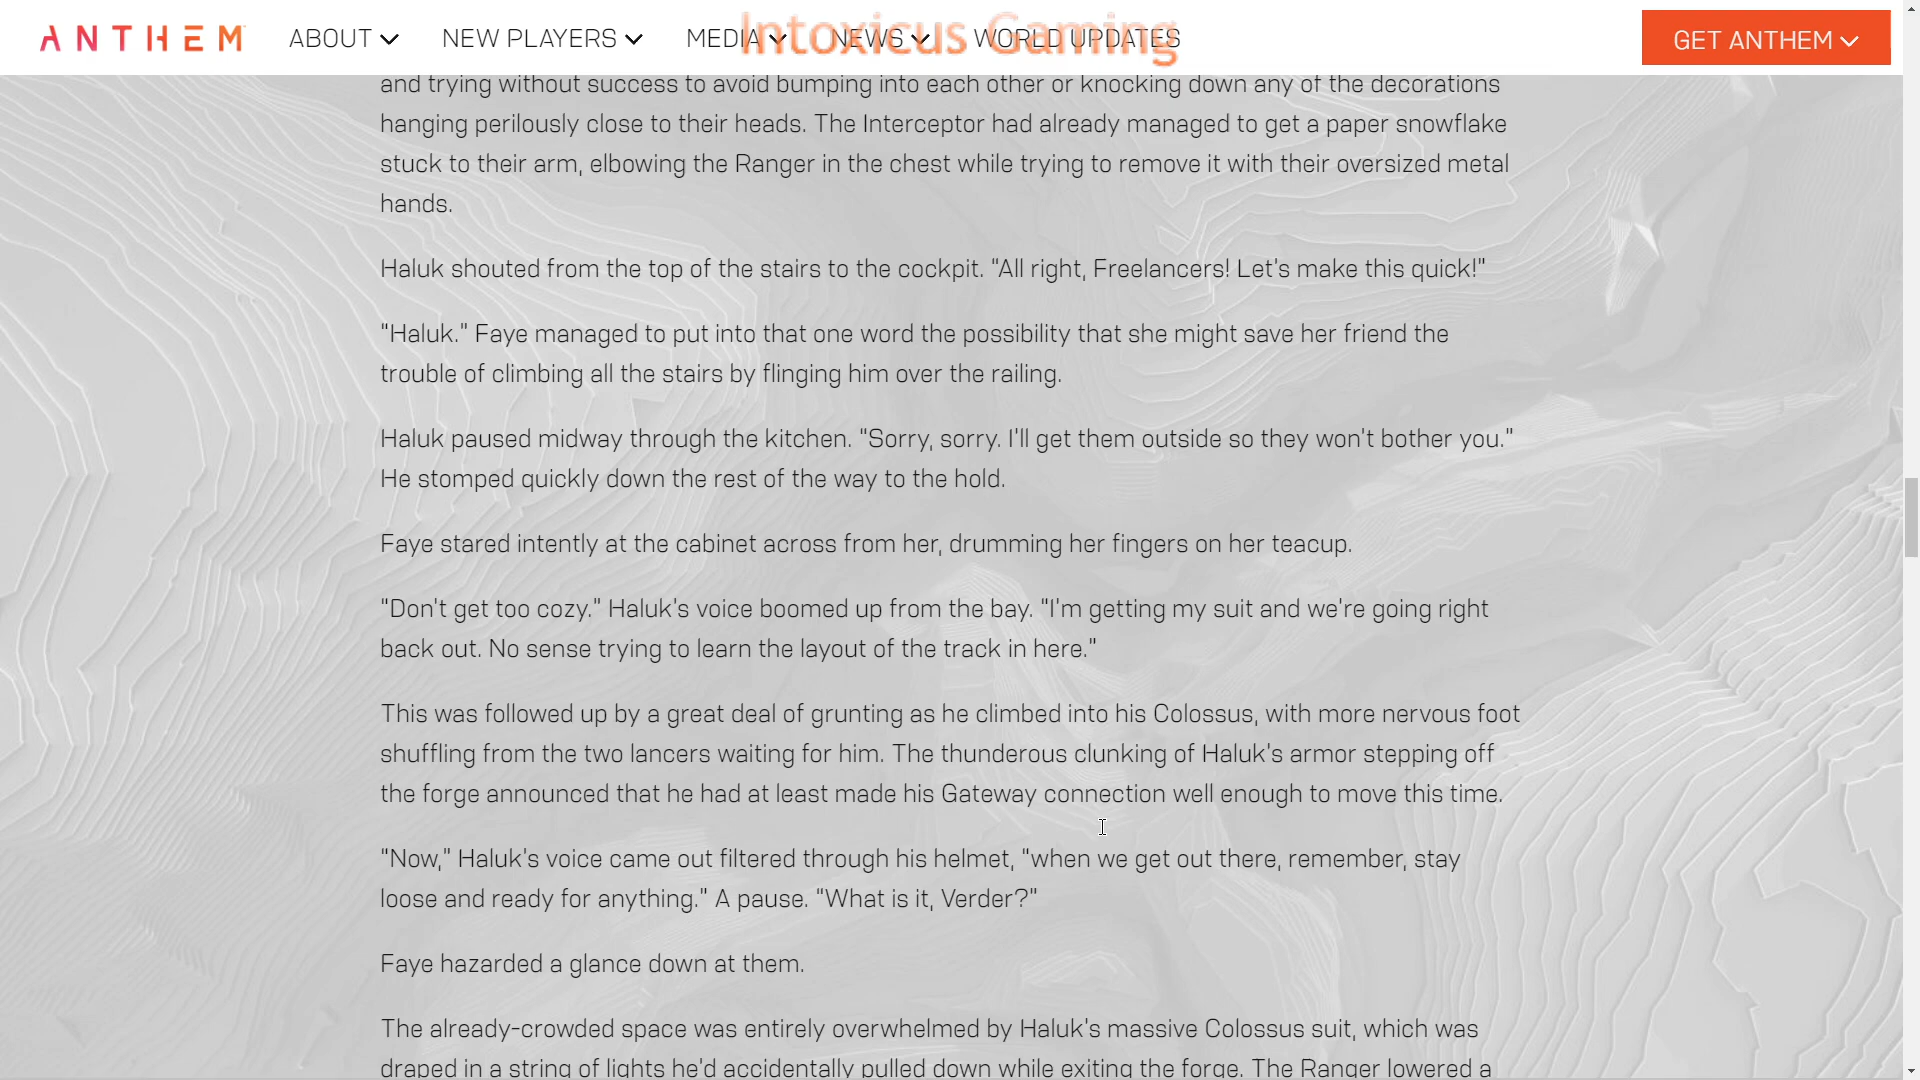 ANTHEM ABOUT NEW PLAYERS MEDIA NEWS WORLD UPDATES GET ANTHEM
Intoxicus Gaming
and trying without success to avoid bumping into each other or knocking down any of the decorations
hanging perilously close to their heads. The Interceptor had already managed to get a paper snowflake
stuck to their arm, elbowing the Ranger in the chest while trying to remove it with their oversized metal
hands.
Haluk shouted from the top of the stairs to the cockpit. “All right, Freelancers! Let’s make this quick!”
“Haluk.” Faye managed to put into that one word the possibility that she might save her friend the
trouble of climbing all the stairs by flinging him over the railing.
Haluk paused midway through the kitchen. “Sorry, sorry. I’ll get them outside so they won’t bother you.”
He stomped quickly down the rest of the way to the hold.
Faye stared intently at the cabinet across from her, drumming her fingers on her teacup.
“Don’t get too cozy.” Haluk’s voice boomed up from the bay. “I’m getting my suit and we’re going right
back out. No sense trying to learn the layout of the track in here.”
This was followed up by a great deal of grunting as he climbed into his Colossus, with more nervous foot
shuffling from the two lancers waiting for him. The thunderous clunking of Haluk’s armor stepping off
the forge announced that he had at least made his Gateway connection well enough to move this time.
“Now,” Haluk’s voice came out filtered through his helmet, “when we get out there, remember, stay
loose and ready for anything.” A pause. “What is it, Verder?”
Faye hazarded a glance down at them.
The already-crowded space was entirely overwhelmed by Haluk’s massive Colossus suit, which was
draped in a string of lights he’d accidentally pulled down while exiting the forge. The Ranger lowered a